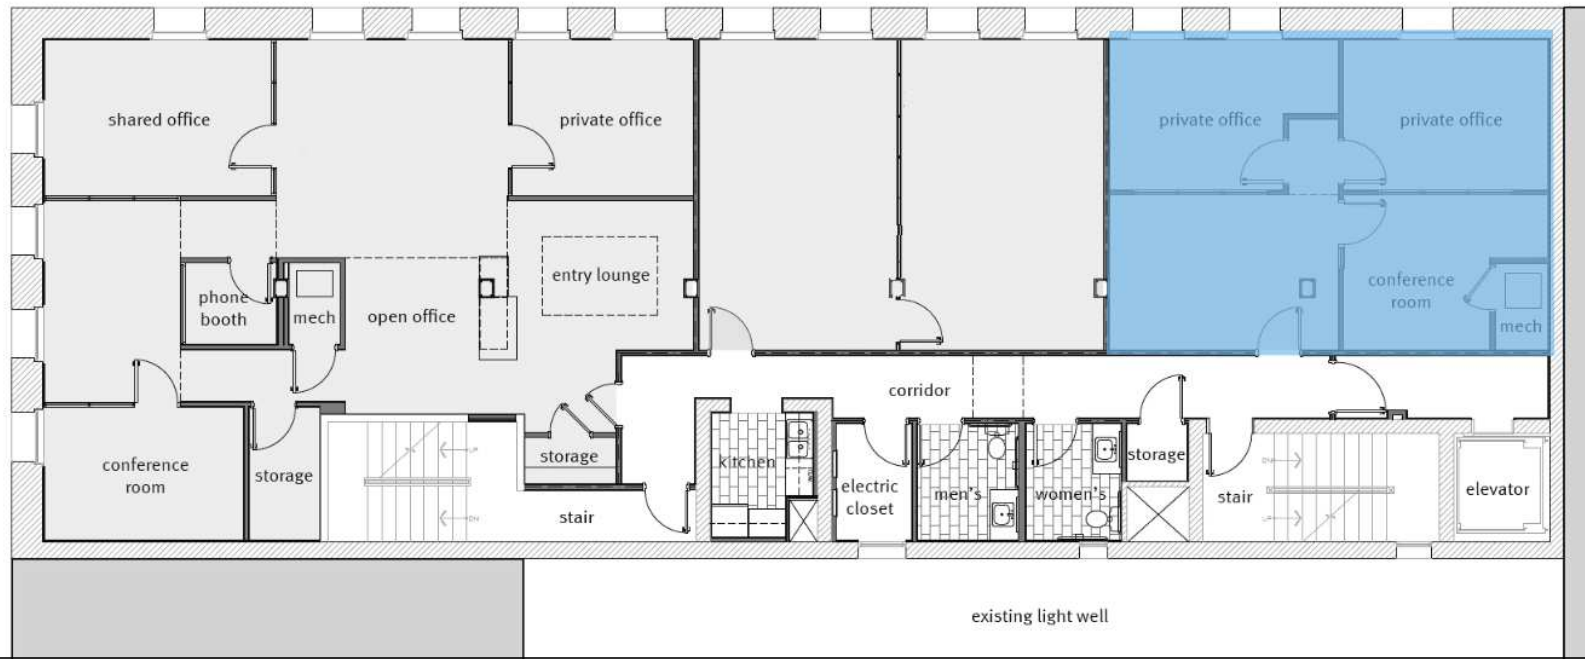 shared office
private office
private office
private office
entry lounge
phone
booth
mech
open office
conference
room
mech
corridor
conference
room
storage
storage
stair
kitchen
electric
closet
men's
women's
storage
stair
elevator
existing light well